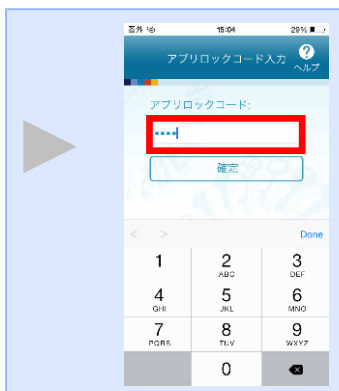 圏外
15:04
29%
アプリロックコード入力
?
ヘルプ
アプリロックコード:
••••
確定
< >
Done
1
2
ABC
3
DEF
4
GHI
5
JKL
6
MNO
7
PQRS
8
TUV
9
WXYZ
0